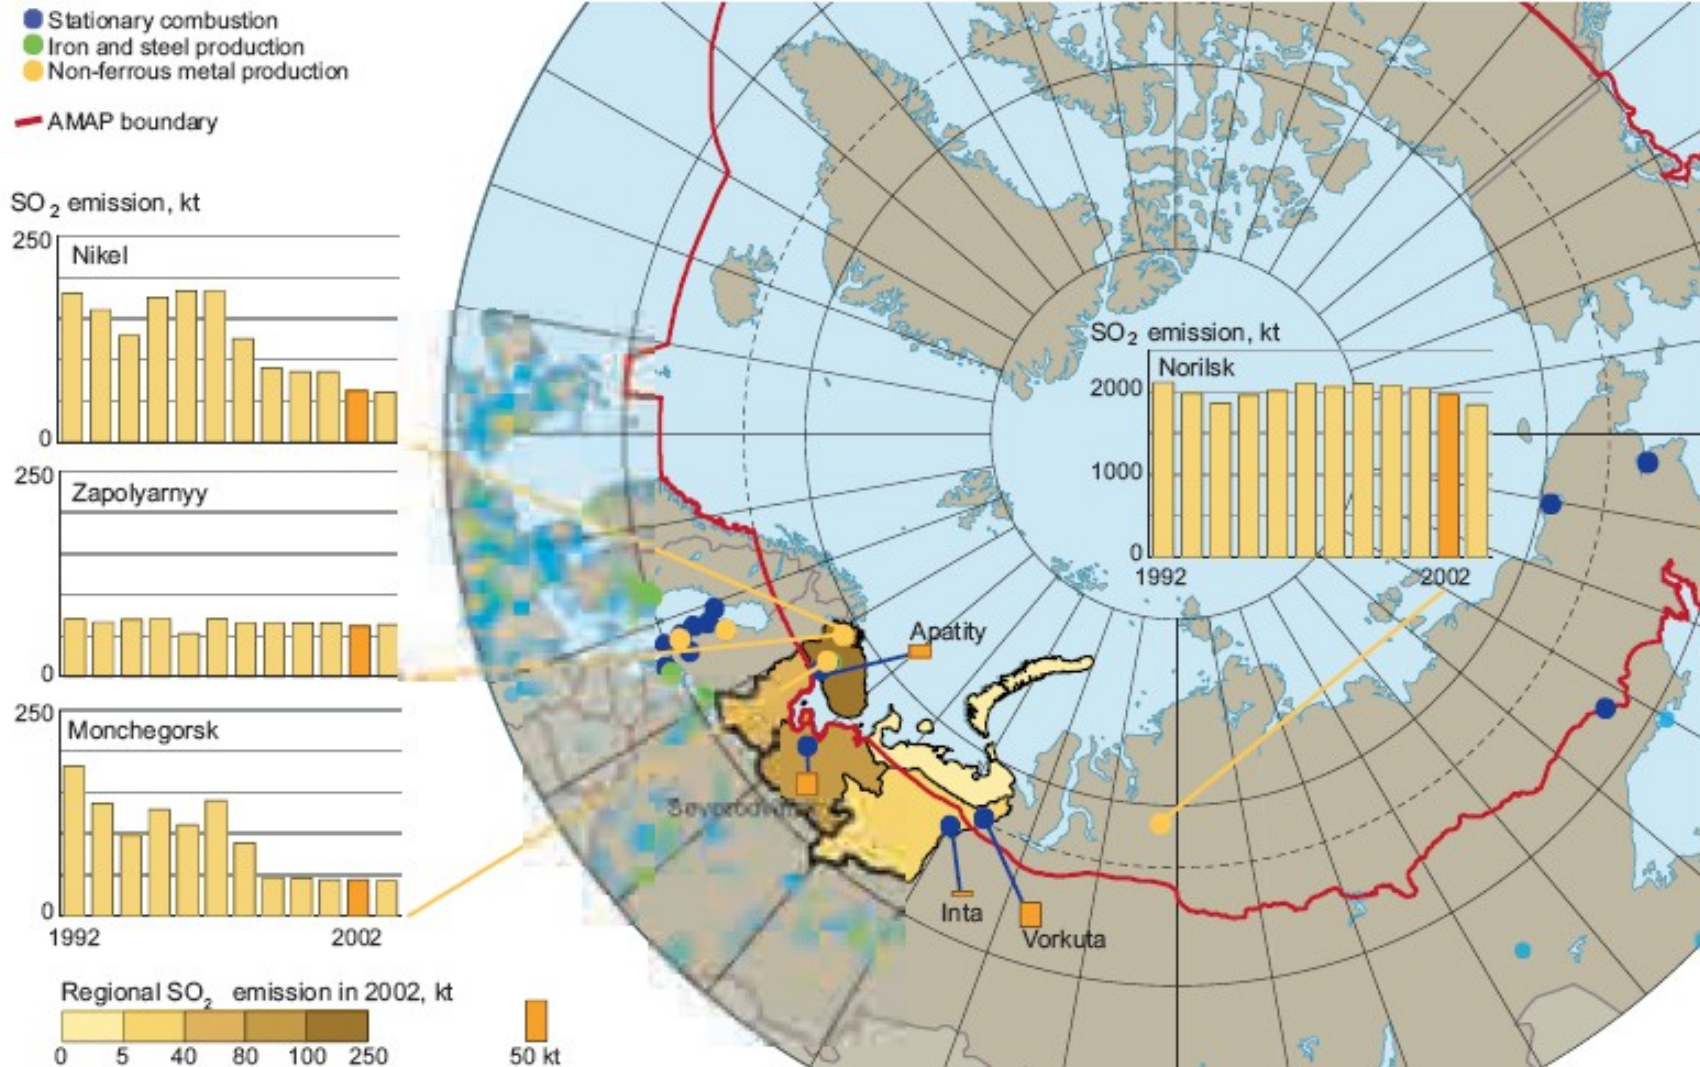 Stationary combustion
Iron and steel production
Non-ferrous metal production
AMAP boundary
SO2 emission, kt
250
Nikel
0
250
Zapolyarnyy
0
250
Monchegorsk
0
1992 2002
Regional SO2 emission in 2002, kt
0 5 40 80 100 250
50 kt
SO2 emission, kt
Norilsk
2000
1000
0
1992 2002
Apatity
Inta
Vorkuta